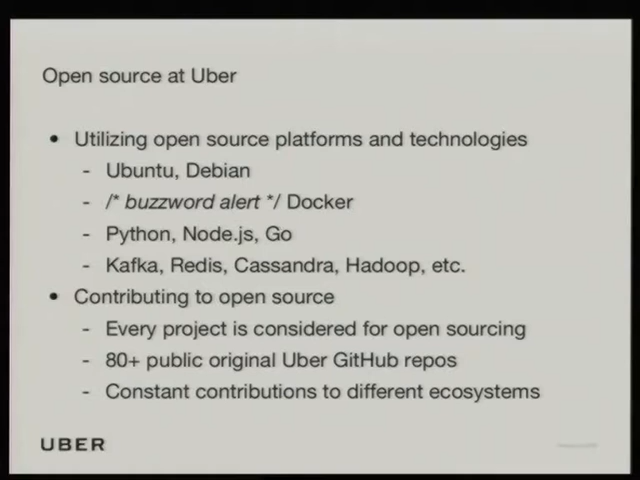 Open source at Uber
• Utilizing open source platforms and technologies
- Ubuntu, Debian
- /* buzzword alert */ Docker
- Python, Node.js, Go
- Kafka, Redis, Cassandra, Hadoop, etc.
• Contributing to open source
- Every project is considered for open sourcing
- 80+ public original Uber GitHub repos
- Constant contributions to different ecosystems
UBER